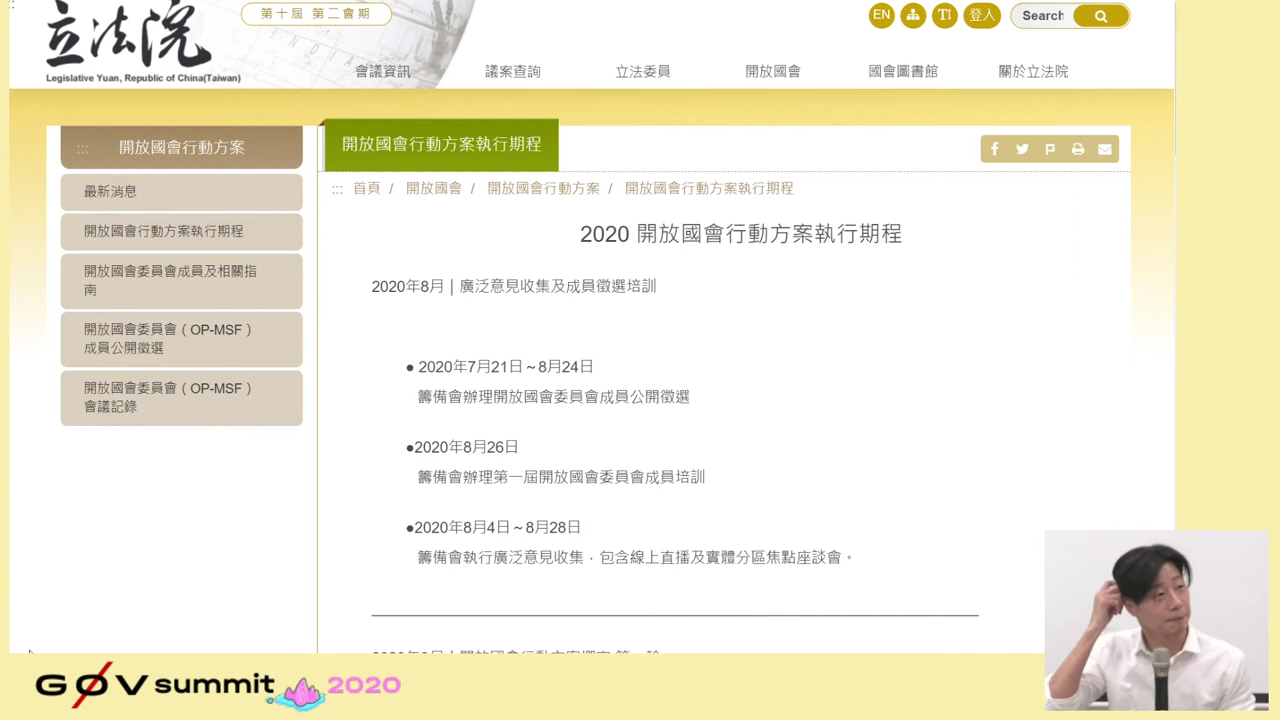 立法院
Legislative Yuan, Republic of China(Taiwan)
第十屆 第二會期
EN
T!
登入
Search
會議資訊
議案查詢
立法委員
開放國會
國會圖書館
關於立法院
::: 開放國會行動方案
最新消息
開放國會行動方案執行期程
開放國會委員會成員及相關指
南
開放國會委員會（OP-MSF）
成員公開徵選
開放國會委員會（OP-MSF）
會議記錄
開放國會行動方案執行期程
::: 首頁 / 開放國會 / 開放國會行動方案 / 開放國會行動方案執行期程
2020 開放國會行動方案執行期程
2020年8月｜廣泛意見收集及成員徵選培訓
● 2020年7月21日～8月24日
籌備會辦理開放國會委員會成員公開徵選
●2020年8月26日
籌備會辦理第一屆開放國會委員會成員培訓
●2020年8月4日～8月28日
籌備會執行廣泛意見收集，包含線上直播及實體分區焦點座談會。
GØV summit 2020